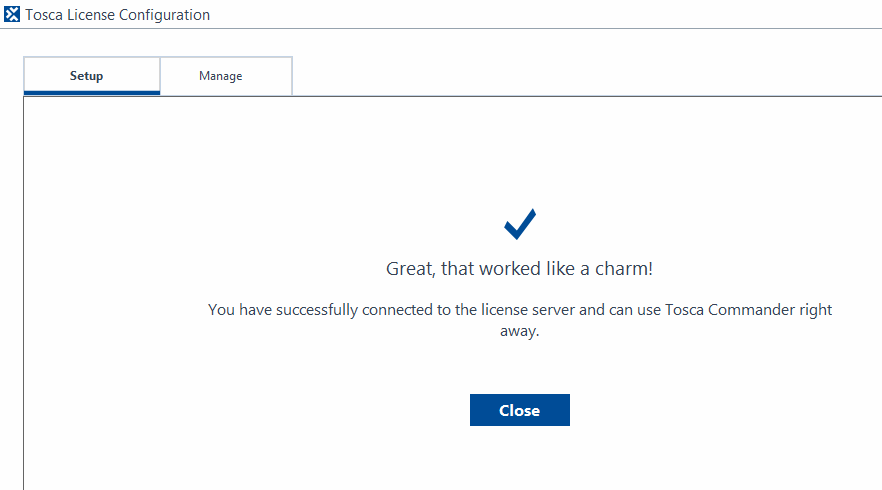 Tosca License Configuration
Setup
Manage
Great, that worked like a charm!
You have successfully connected to the license server and can use Tosca Commander right
away.
Close